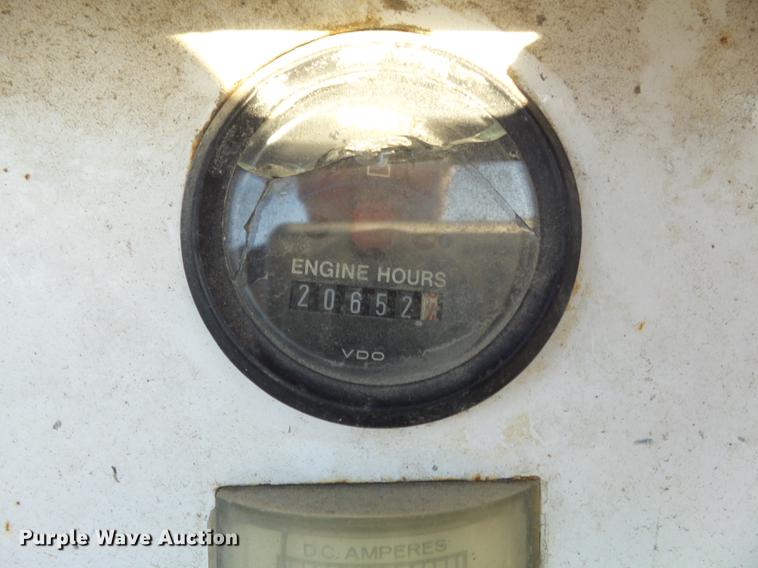 ENGINE HOURS
20652
VDO
D.C. AMPERES
Purple Wave Auction